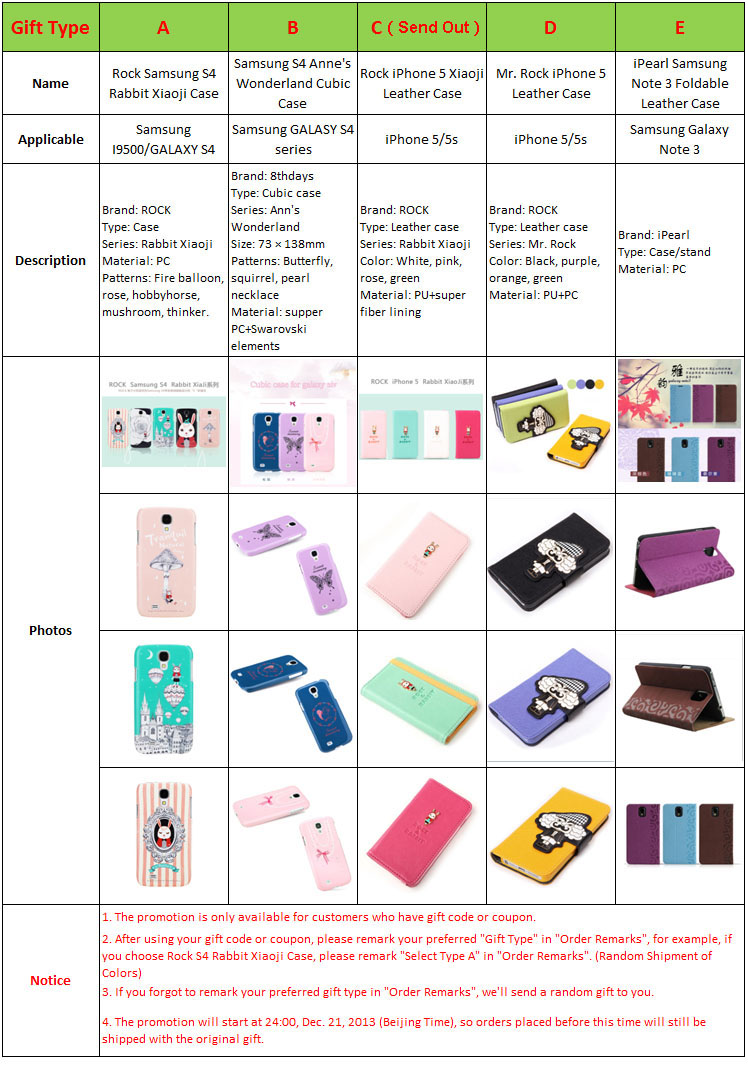 Gift Type
A
B
C ( Send Out )
D
E
Name
Rock Samsung S4
Rabbit Xiaoji Case
Samsung S4 Anne's
Wonderland Cubic
Case
Rock iPhone 5 Xiaoji
Leather Case
Mr. Rock iPhone 5
Leather Case
iPearl Samsung
Note 3 Foldable
Leather Case
Applicable
Samsung
I9500/GALAXY S4
Samsung GALASY S4
series
iPhone 5/5s
iPhone 5/5s
Samsung Galaxy
Note 3
Description
Brand: ROCK
Type: Case
Series: Rabbit Xiaoji
Material: PC
Patterns: Fire balloon,
rose, hobbyhorse,
mushroom, thinker.
Brand: 8thdays
Type: Cubic case
Series: Ann's
Wonderland
Size: 73 × 138mm
Patterns: Butterfly,
squirrel, pearl
necklace
Material: supper
PC+Swarovski
elements
Brand: ROCK
Type: Leather case
Series: Rabbit Xiaoji
Color: White, pink,
rose, green
Material: PU+super
fiber lining
Brand: ROCK
Type: Leather case
Series: Mr. Rock
Color: Black, purple,
orange, green
Material: PU+PC
Brand: iPearl
Type: Case/stand
Material: PC
Photos
ROCK Samsung S4 Rabbit XiaJi系列
Cubic case for galaxy s4
ROCK iPhone 5 Rabbit XiaoJi系列
雅
韵
galaxy note3
Tranquil
Notice
1. The promotion is only available for customers who have gift code or coupon.
2. After using your gift code or coupon, please remark your preferred "Gift Type" in "Order Remarks", for example, if
you choose Rock S4 Rabbit Xiaoji Case, please remark "Select Type A" in "Order Remarks". (Random Shipment of
Colors)
3. If you forgot to remark your preferred gift type in "Order Remarks", we'll send a random gift to you.
4. The promotion will start at 24:00, Dec. 21, 2013 (Beijing Time), so orders placed before this time will still be
shipped with the original gift.